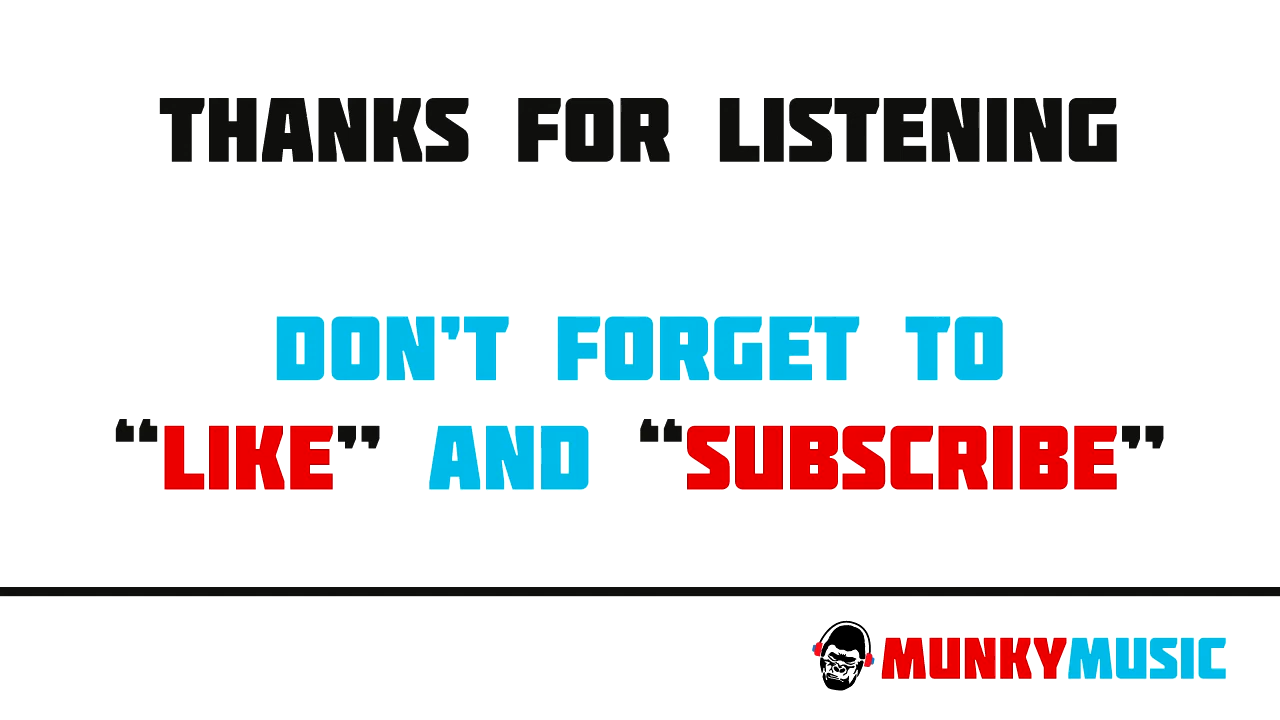 THANKS FOR LISTENING
DON’T FORGET TO
“LIKE” AND “SUBSCRIBE”
MUNKYMUSIC